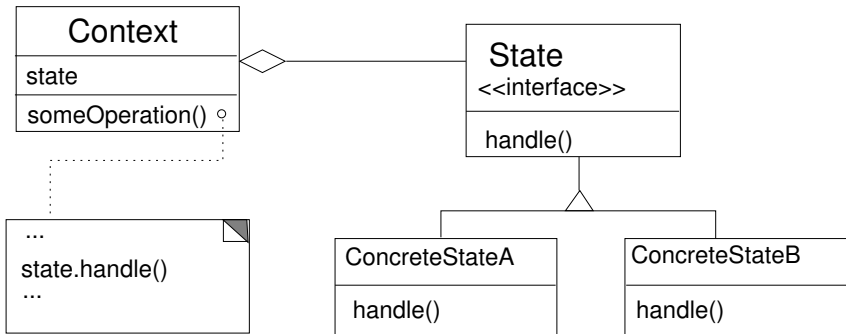 Context
state
someOperation()
State
<<interface>>
handle()
...
state.handle()
...
ConcreteStateA
handle()
ConcreteStateB
handle()